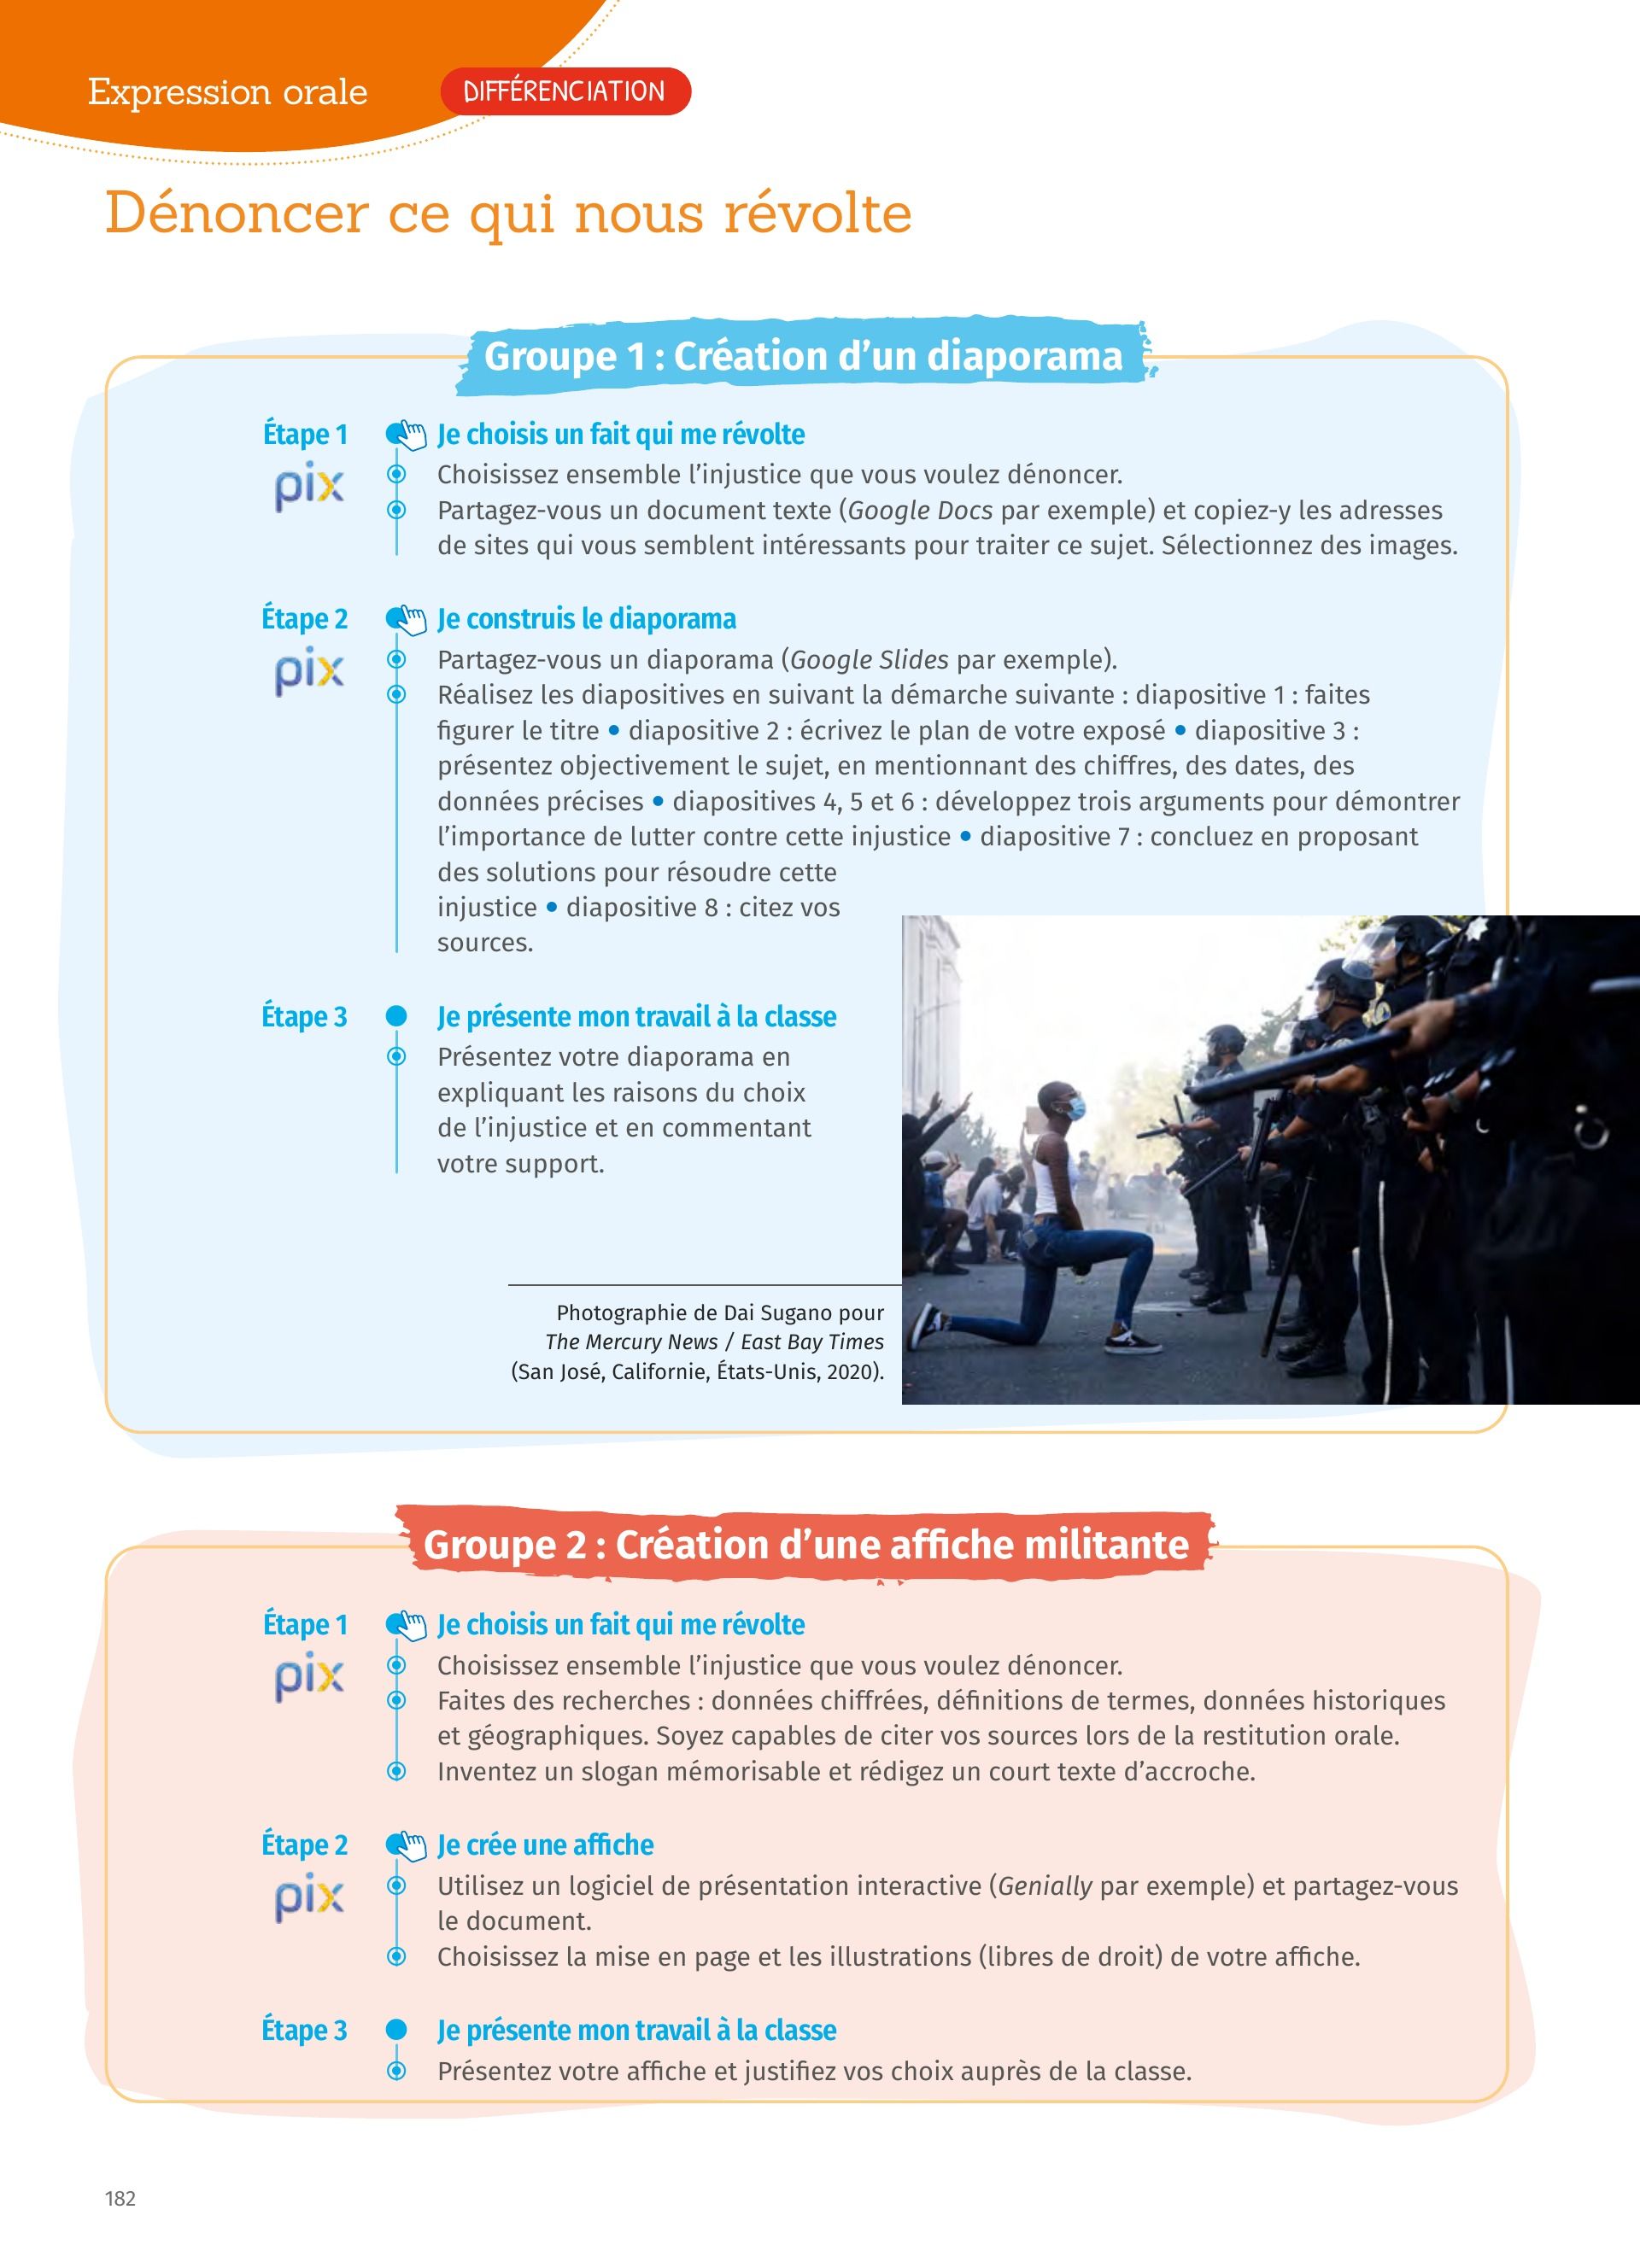 Expression orale
DIFFÉRENCIATION
Dénoncer ce qui nous révolte
Groupe 1 : Création d’un diaporama
Étape 1
Je choisis un fait qui me révolte
pix
Choisissez ensemble l’injustice que vous voulez dénoncer.
Partagez-vous un document texte (Google Docs par exemple) et copiez-y les adresses
de sites qui vous semblent intéressants pour traiter ce sujet. Sélectionnez des images.
Étape 2
Je construis le diaporama
pix
Partagez-vous un diaporama (Google Slides par exemple).
Réalisez les diapositives en suivant la démarche suivante : diapositive 1 : faites
figurer le titre • diapositive 2 : écrivez le plan de votre exposé • diapositive 3 :
présentez objectivement le sujet, en mentionnant des chiffres, des dates, des
données précises • diapositives 4, 5 et 6 : développez trois arguments pour démontrer
l’importance de lutter contre cette injustice • diapositive 7 : concluez en proposant
des solutions pour résoudre cette
injustice • diapositive 8 : citez vos
sources.
Étape 3
Je présente mon travail à la classe
Présentez votre diaporama en
expliquant les raisons du choix
de l’injustice et en commentant
votre support.
Photographie de Dai Sugano pour
The Mercury News / East Bay Times
(San José, Californie, États-Unis, 2020).
Groupe 2 : Création d’une affiche militante
Étape 1
Je choisis un fait qui me révolte
pix
Choisissez ensemble l’injustice que vous voulez dénoncer.
Faites des recherches : données chiffrées, définitions de termes, données historiques
et géographiques. Soyez capables de citer vos sources lors de la restitution orale.
Inventez un slogan mémorisable et rédigez un court texte d’accroche.
Étape 2
Je crée une affiche
pix
Utilisez un logiciel de présentation interactive (Genially par exemple) et partagez-vous
le document.
Choisissez la mise en page et les illustrations (libres de droit) de votre affiche.
Étape 3
Je présente mon travail à la classe
Présentez votre affiche et justifiez vos choix auprès de la classe.
182